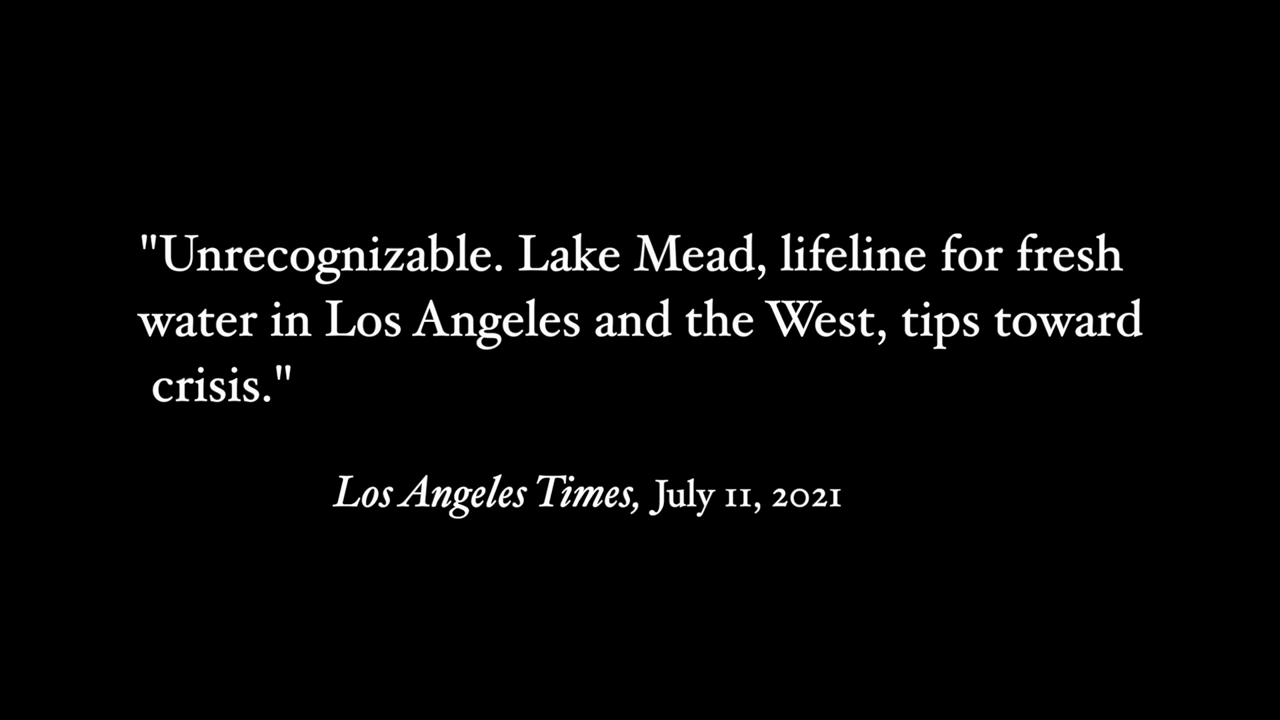 "Unrecognizable. Lake Mead, lifeline for fresh
water in Los Angeles and the West, tips toward
crisis."
Los Angeles Times, July 11, 2021